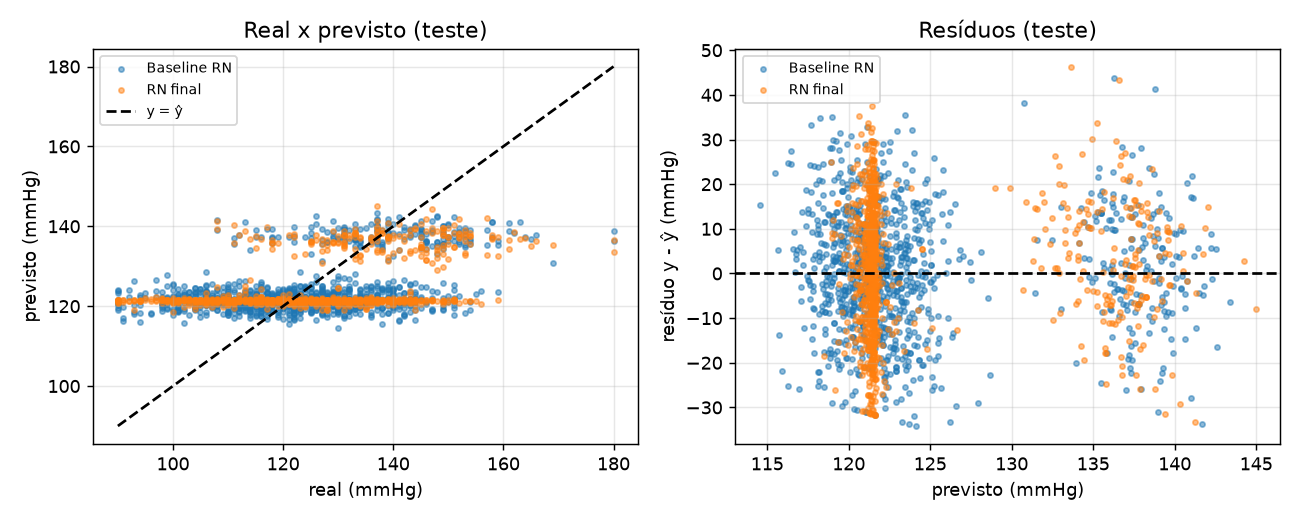 Real x previsto (teste)
Baseline RN
RN final
y = ŷ
180
160
140
120
100
previsto (mmHg)
100
120
140
160
180
real (mmHg)
Resíduos (teste)
Baseline RN
RN final
50
40
30
20
10
0
−10
−20
−30
resíduo y - ŷ (mmHg)
115
120
125
130
135
140
145
previsto (mmHg)